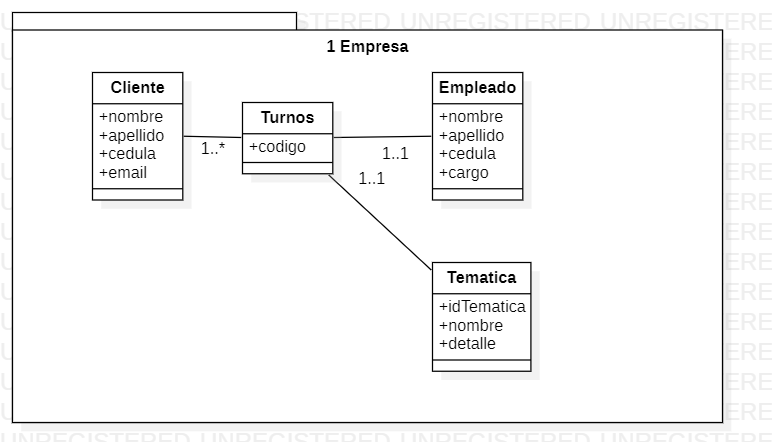 UNREGISTERED UNREGISTERED UNREGISTERED
1 Empresa
Cliente
+nombre
+apellido
+cedula
+email
1..*
Turnos
+codigo
1..1
1..1
Empleado
+nombre
+apellido
+cedula
+cargo
Tematica
+idTematica
+nombre
+detalle
UNREGISTERED UNREGISTERED UNREGISTERED UNREGISTERED